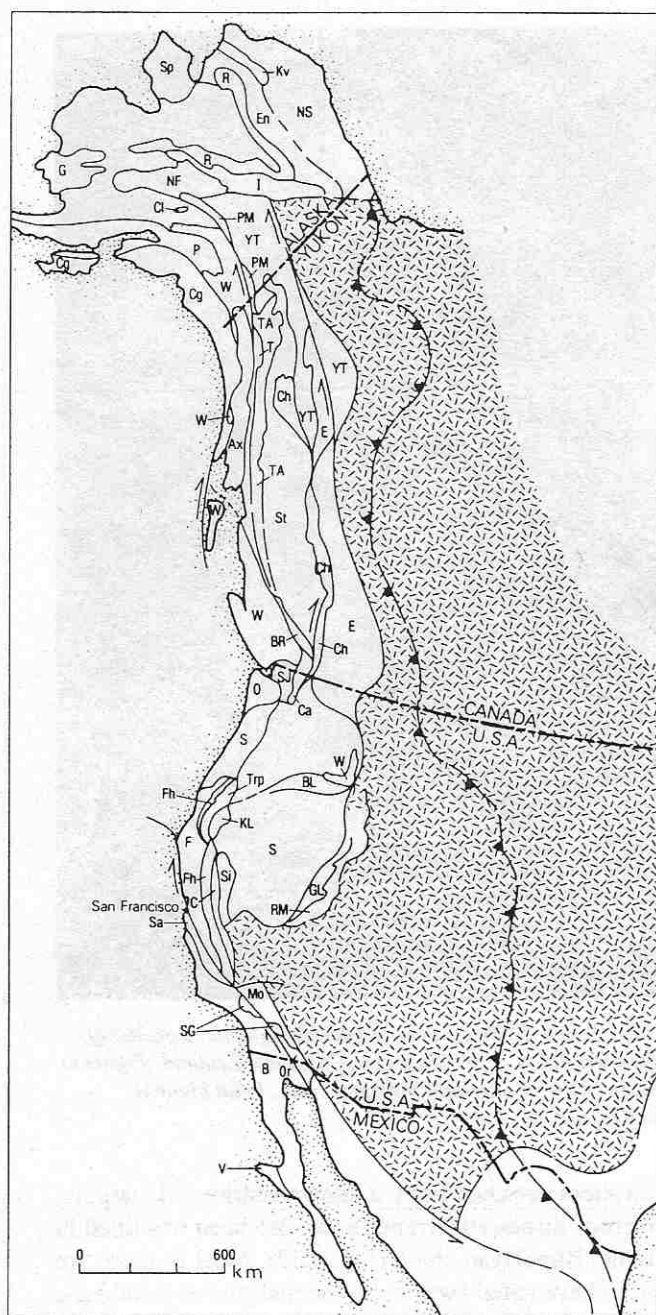 Sp
R
Kv
En
NS
G
R
NF
I
Cl
PM
YT
ALASKA
YUKON
P
PM
Cg
W
Cg
TA
T
YT
Ch
YT
W
E
Ax
TA
W
St
Ch
W
E
BR
Ch
SJ
O
Ca
CANADA
U.S.A.
S
W
Trp
BL
Fh
KL
F
S
Fh
Si
GL
C
San Francisco
RM
Sa
Mo
SG
B
Or
U.S.A.
MEXICO
V
0 600
km